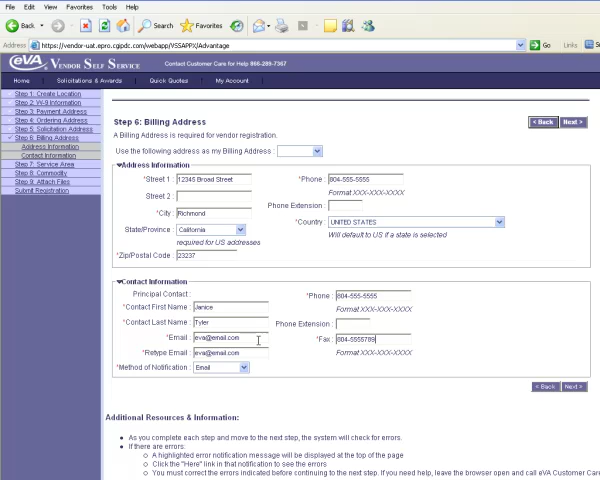 File Edit View Favorites Tools Help
Back Search Favorites
Address https://vendor-uat.epro.cgipdc.com/webapp/VSSAPPX/Advantage Go Links
eVA VENDOR SELF SERVICE Contact Customer Care for Help 866-289-7367
Home Solicitations & Awards Quick Quotes My Account
Step 1: Create Location
Step 2: W-9 Information
Step 3: Payment Address
Step 4: Ordering Address
Step 5: Solicitation Address
Step 6: Billing Address
Address Information
Contact Information
Step 7: Service Area
Step 8: Commodity
Step 9: Attach Files
Submit Registration
Step 6: Billing Address
< Back Next >
A Billing Address is required for vendor registration.
Use the following address as my Billing Address :
Address Information
*Street 1 : 12345 Broad Street *Phone : 804-555-5555
Format XXX-XXX-XXXX
Street 2 : Phone Extension :
*City : Richmond *Country : UNITED STATES
State/Province : California Will default to US if a state is selected
required for US addresses
*Zip/Postal Code : 23237
Contact Information
Principal Contact : *Phone : 804-555-5555
*Contact First Name : Janice Format XXX-XXX-XXXX
*Contact Last Name : Tyler Phone Extension :
*Email : eva@email.com *Fax : 804-5555789
*Retype Email : eva@email.com Format XXX-XXX-XXXX
*Method of Notification : Email
< Back Next >
Additional Resources & Information:
As you complete each step and move to the next step, the system will check for errors.
If there are errors:
A highlighted error notification message will be displayed at the top of the page
Click the "Here" link in that notification to see the errors
You must correct the errors indicated before continuing to the next step. If you need help, leave the browser open and call eVA Customer Care